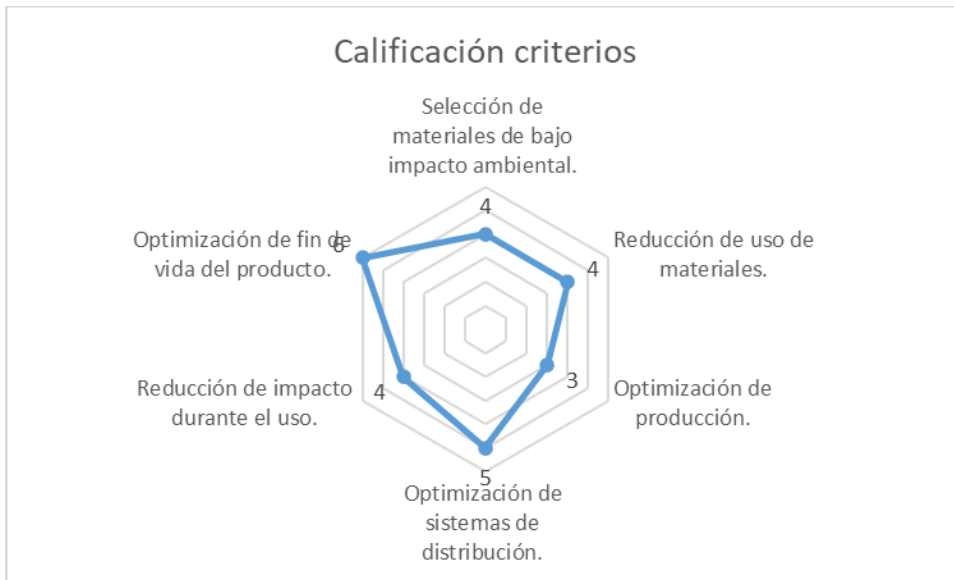 Calificación criterios
Selección de
materiales de bajo
impacto ambiental.
4
Reducción de uso de
materiales.
4
Optimización de
producción.
3
5
Optimización de
sistemas de
distribución.
Reducción de impacto
durante el uso.
4
Optimización de fin de
vida del producto.
6